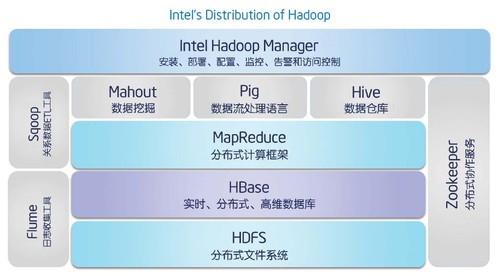 Intel's Distribution of Hadoop
Intel Hadoop Manager
安装、部署、配置、监控、告警和访问控制
Sqoop
关系数据ETL工具
Mahout
数据挖掘
Pig
数据流处理语言
Hive
数据仓库
MapReduce
分布式计算框架
Flume
日志收集工具
HBase
实时、分布式、高维数据库
HDFS
分布式文件系统
Zookeeper
分布式协作服务